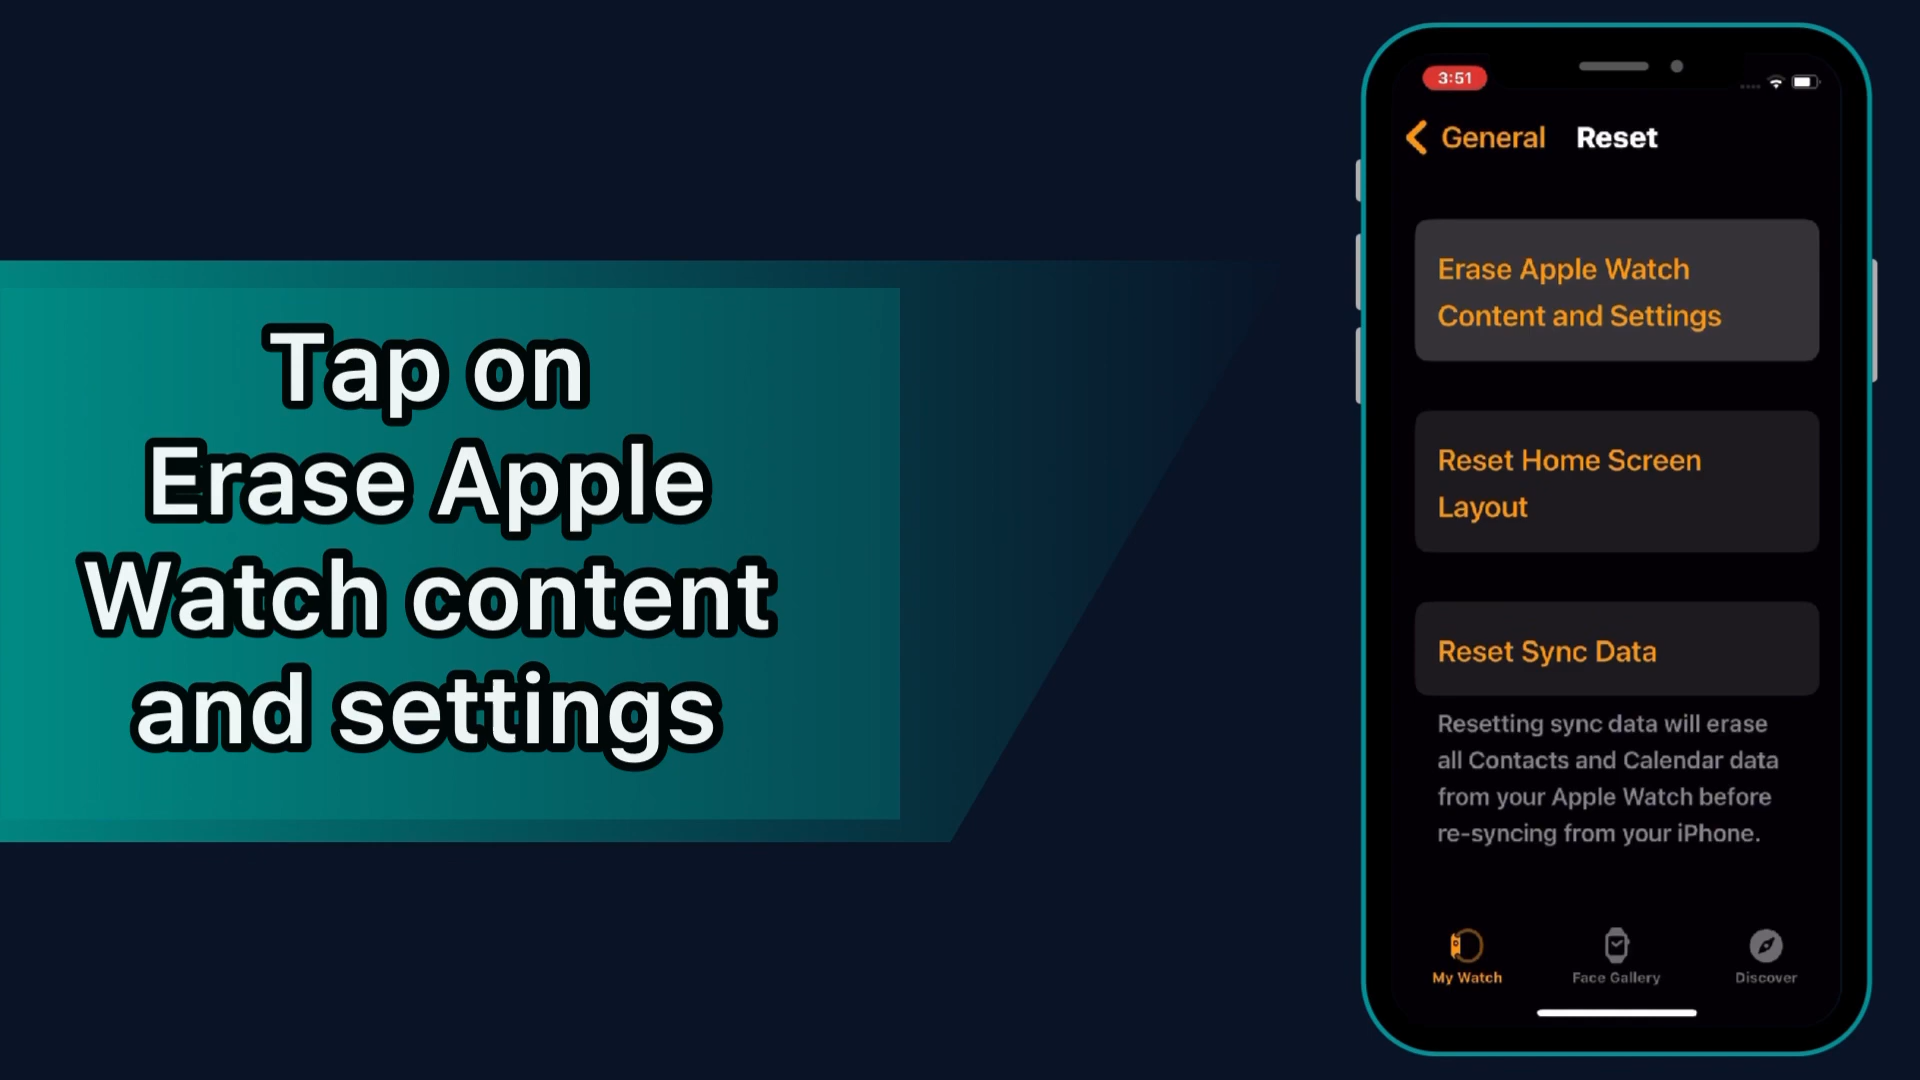 Tap on
Erase Apple
Watch content
and settings
3:51
General Reset
Erase Apple Watch
Content and Settings
Reset Home Screen
Layout
Reset Sync Data
Resetting sync data will erase
all Contacts and Calendar data
from your Apple Watch before
re-syncing from your iPhone.
My Watch Face Gallery Discover